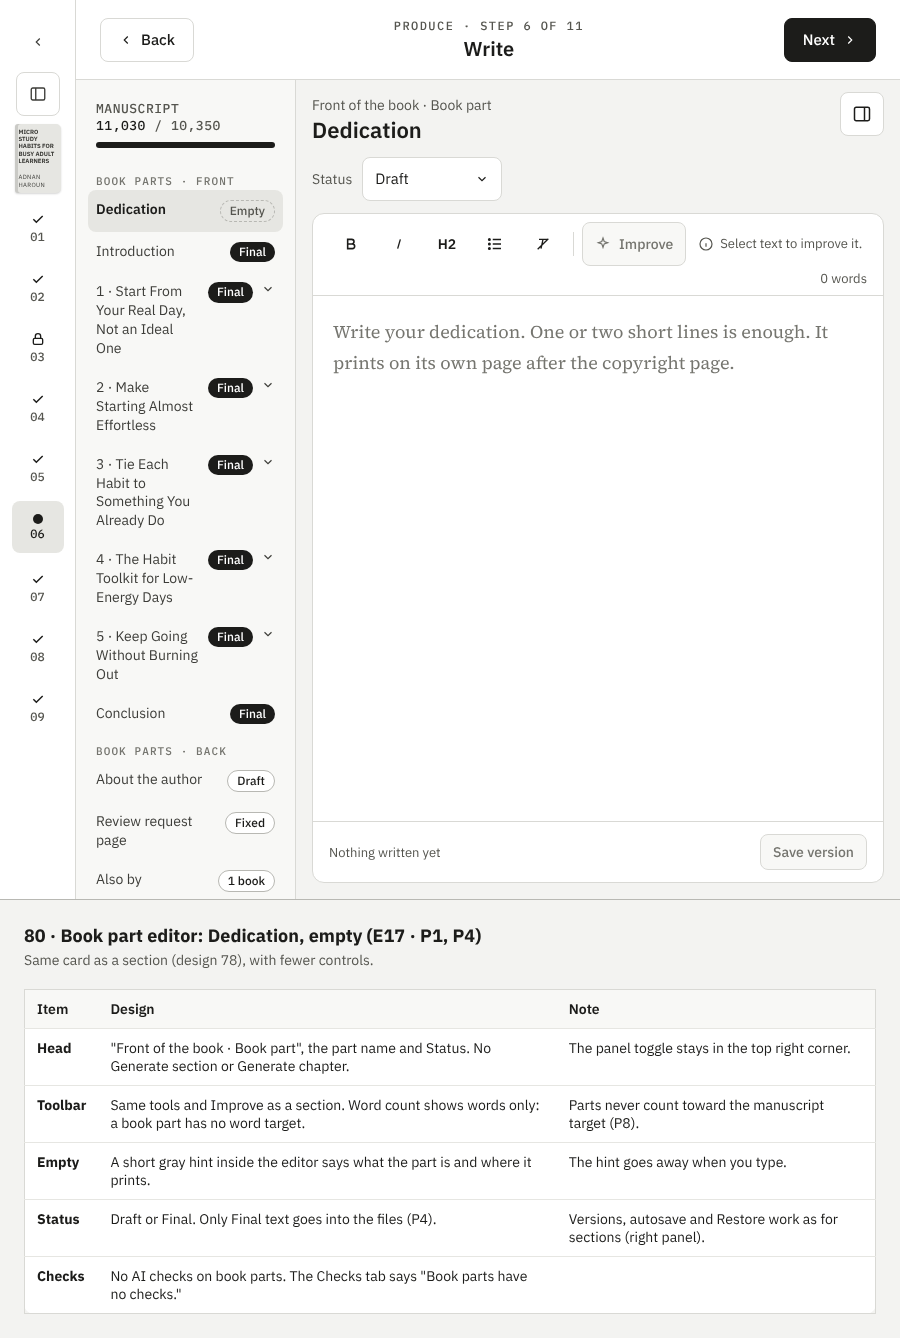 Back
PRODUCE · STEP 6 OF 11
Write
Next
MICRO
STUDY
HABITS FOR
BUSY ADULT
LEARNERS
ADNAN
HAROUN
01
02
03
04
05
06
07
08
09
MANUSCRIPT
11,030 / 10,350
BOOK PARTS · FRONT
Dedication Empty
Introduction Final
1 · Start From Final
Your Real Day,
Not an Ideal
One
2 · Make Final
Starting Almost
Effortless
3 · Tie Each Final
Habit to
Something You
Already Do
4 · The Habit Final
Toolkit for Low-
Energy Days
5 · Keep Going Final
Without Burning
Out
Conclusion Final
BOOK PARTS · BACK
About the author Draft
Review request Fixed
page
Also by 1 book
Front of the book · Book part
Dedication
Status Draft
B I H2 Improve Select text to improve it.
0 words
Write your dedication. One or two short lines is enough. It
prints on its own page after the copyright page.
Nothing written yet Save version
80 · Book part editor: Dedication, empty (E17 · P1, P4)
Same card as a section (design 78), with fewer controls.
Item Design Note
Head "Front of the book · Book part", the part name and Status. No The panel toggle stays in the top right corner.
Generate section or Generate chapter.
Toolbar Same tools and Improve as a section. Word count shows words only: Parts never count toward the manuscript
a book part has no word target. target (P8).
Empty A short gray hint inside the editor says what the part is and where it The hint goes away when you type.
prints.
Status Draft or Final. Only Final text goes into the files (P4). Versions, autosave and Restore work as for
sections (right panel).
Checks No AI checks on book parts. The Checks tab says "Book parts have
no checks."